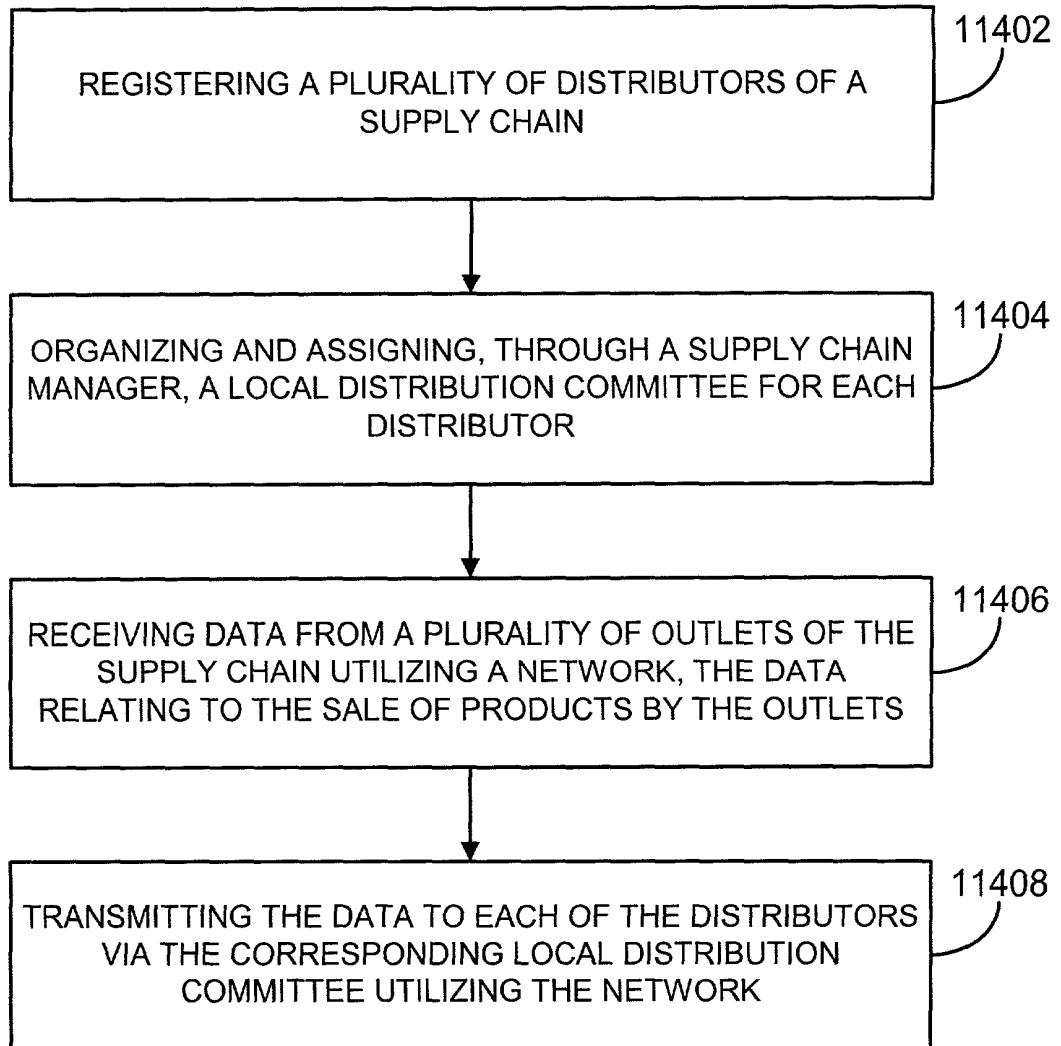 11402
REGISTERING A PLURALITY OF DISTRIBUTORS OF A
SUPPLY CHAIN
11404
ORGANIZING AND ASSIGNING, THROUGH A SUPPLY CHAIN
MANAGER, A LOCAL DISTRIBUTION COMMITTEE FOR EACH
DISTRIBUTOR
11406
RECEIVING DATA FROM A PLURALITY OF OUTLETS OF THE
SUPPLY CHAIN UTILIZING A NETWORK, THE DATA
RELATING TO THE SALE OF PRODUCTS BY THE OUTLETS
11408
TRANSMITTING THE DATA TO EACH OF THE DISTRIBUTORS
VIA THE CORRESPONDING LOCAL DISTRIBUTION
COMMITTEE UTILIZING THE NETWORK